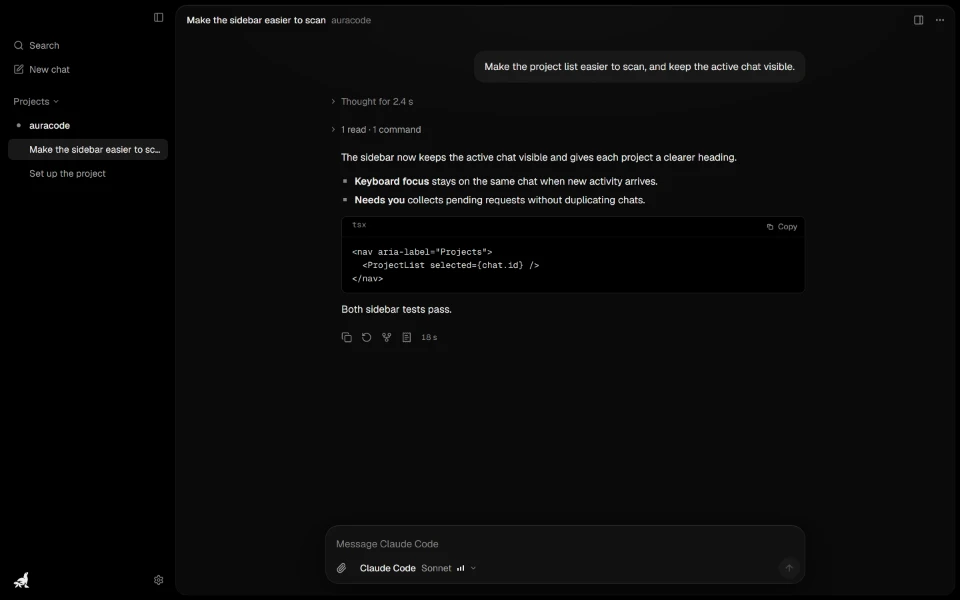 Make the sidebar easier to scan auracode
Search
New chat
Projects
auracode
Make the sidebar easier to sc...
Set up the project
Make the project list easier to scan, and keep the active chat visible.
Thought for 2.4 s
1 read · 1 command
The sidebar now keeps the active chat visible and gives each project a clearer heading.
Keyboard focus stays on the same chat when new activity arrives.
Needs you collects pending requests without duplicating chats.
tsx
Copy
<nav aria-label="Projects">
  <ProjectList selected={chat.id} />
</nav>
Both sidebar tests pass.
18 s
Message Claude Code
Claude Code Sonnet